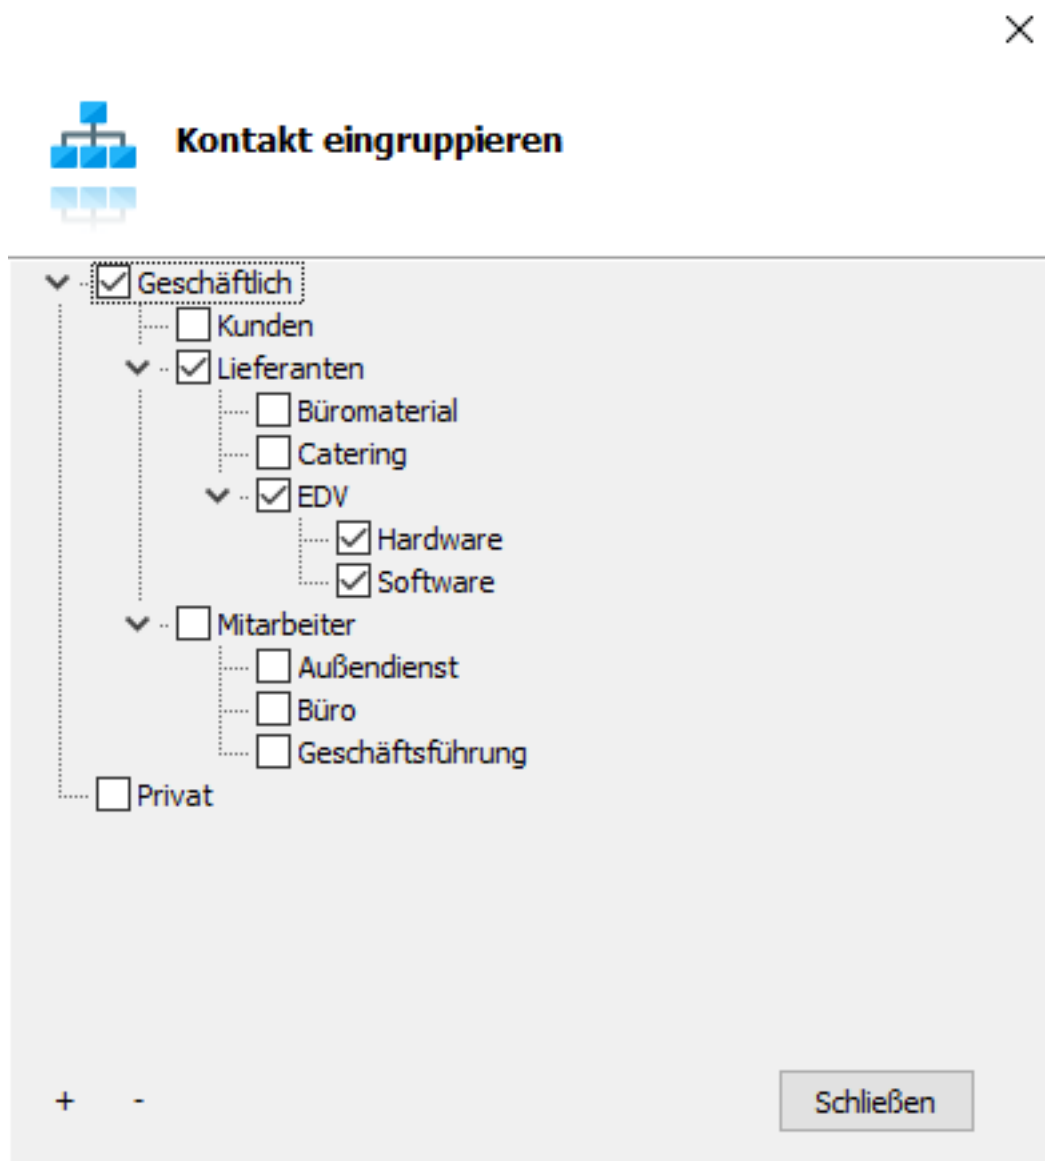 Kontakt eingruppieren
Geschäftlich
Kunden
Lieferanten
Büromaterial
Catering
EDV
Hardware
Software
Mitarbeiter
Außendienst
Büro
Geschäftsführung
Privat
+ -
Schließen